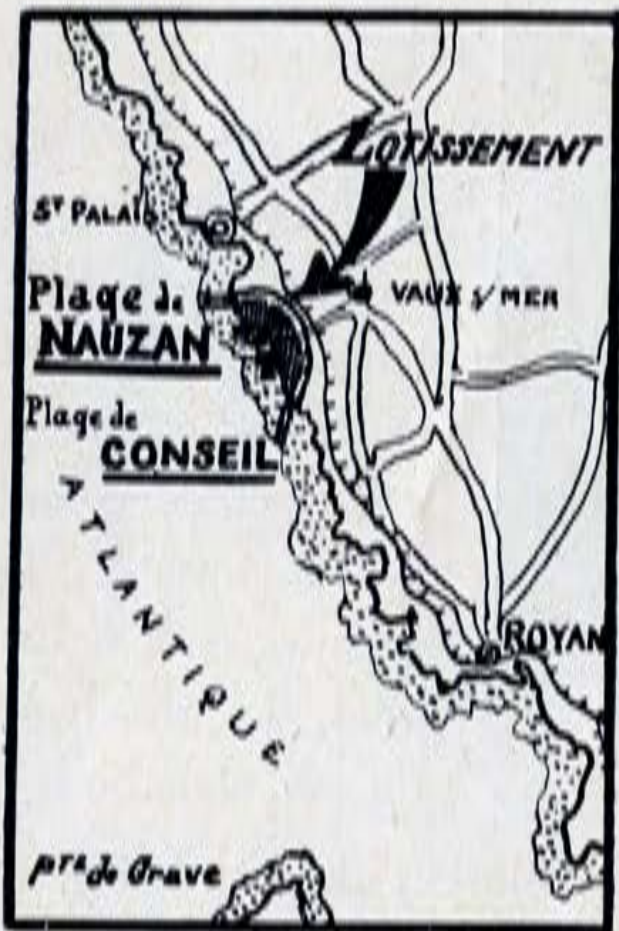 LOTISSEMENT
ST PALAIS
Plage de
NAUZAN
VAUX S/ MER
Plage de
CONSEIL
ATLANTIQUE
ROYAN
Pte de Grave